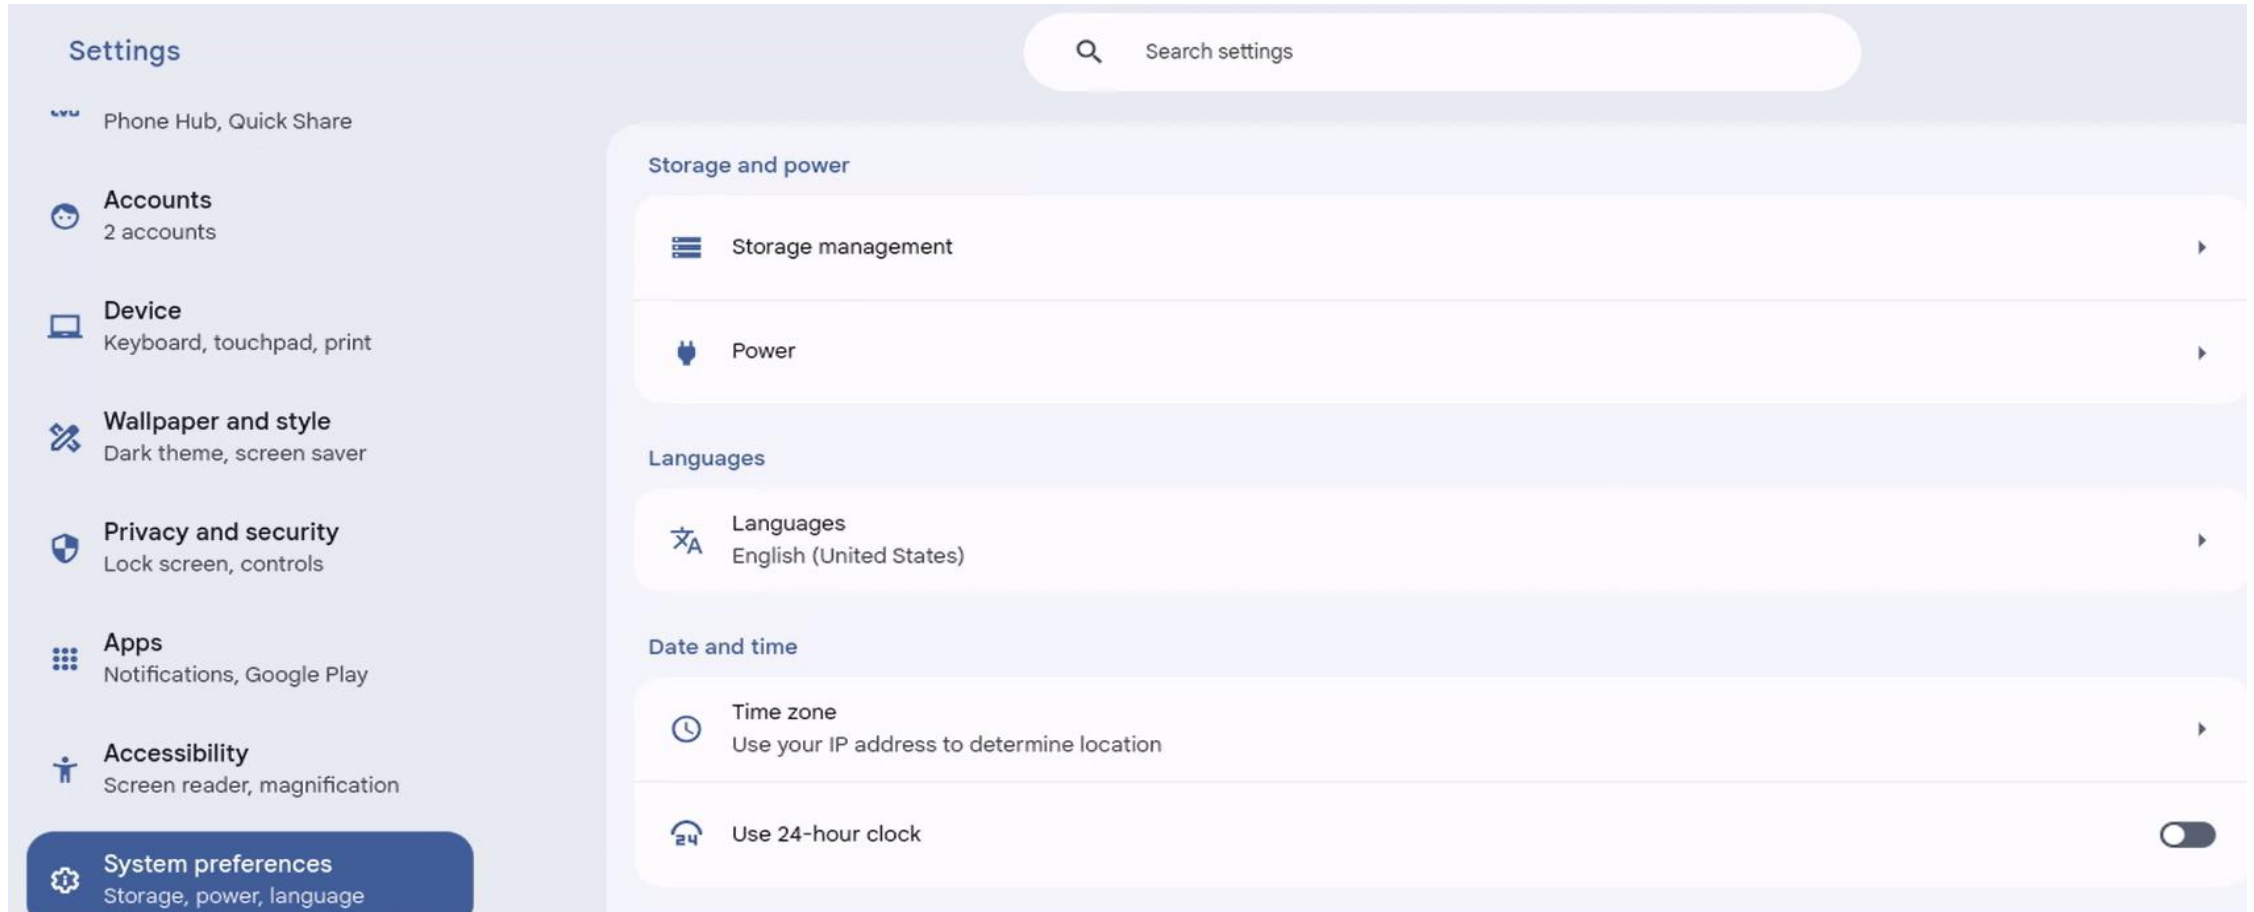 Settings
Search settings
Phone Hub, Quick Share
Accounts
2 accounts
Device
Keyboard, touchpad, print
Wallpaper and style
Dark theme, screen saver
Privacy and security
Lock screen, controls
Apps
Notifications, Google Play
Accessibility
Screen reader, magnification
System preferences
Storage, power, language
Storage and power
Storage management
Power
Languages
Languages
English (United States)
Date and time
Time zone
Use your IP address to determine location
24
Use 24-hour clock